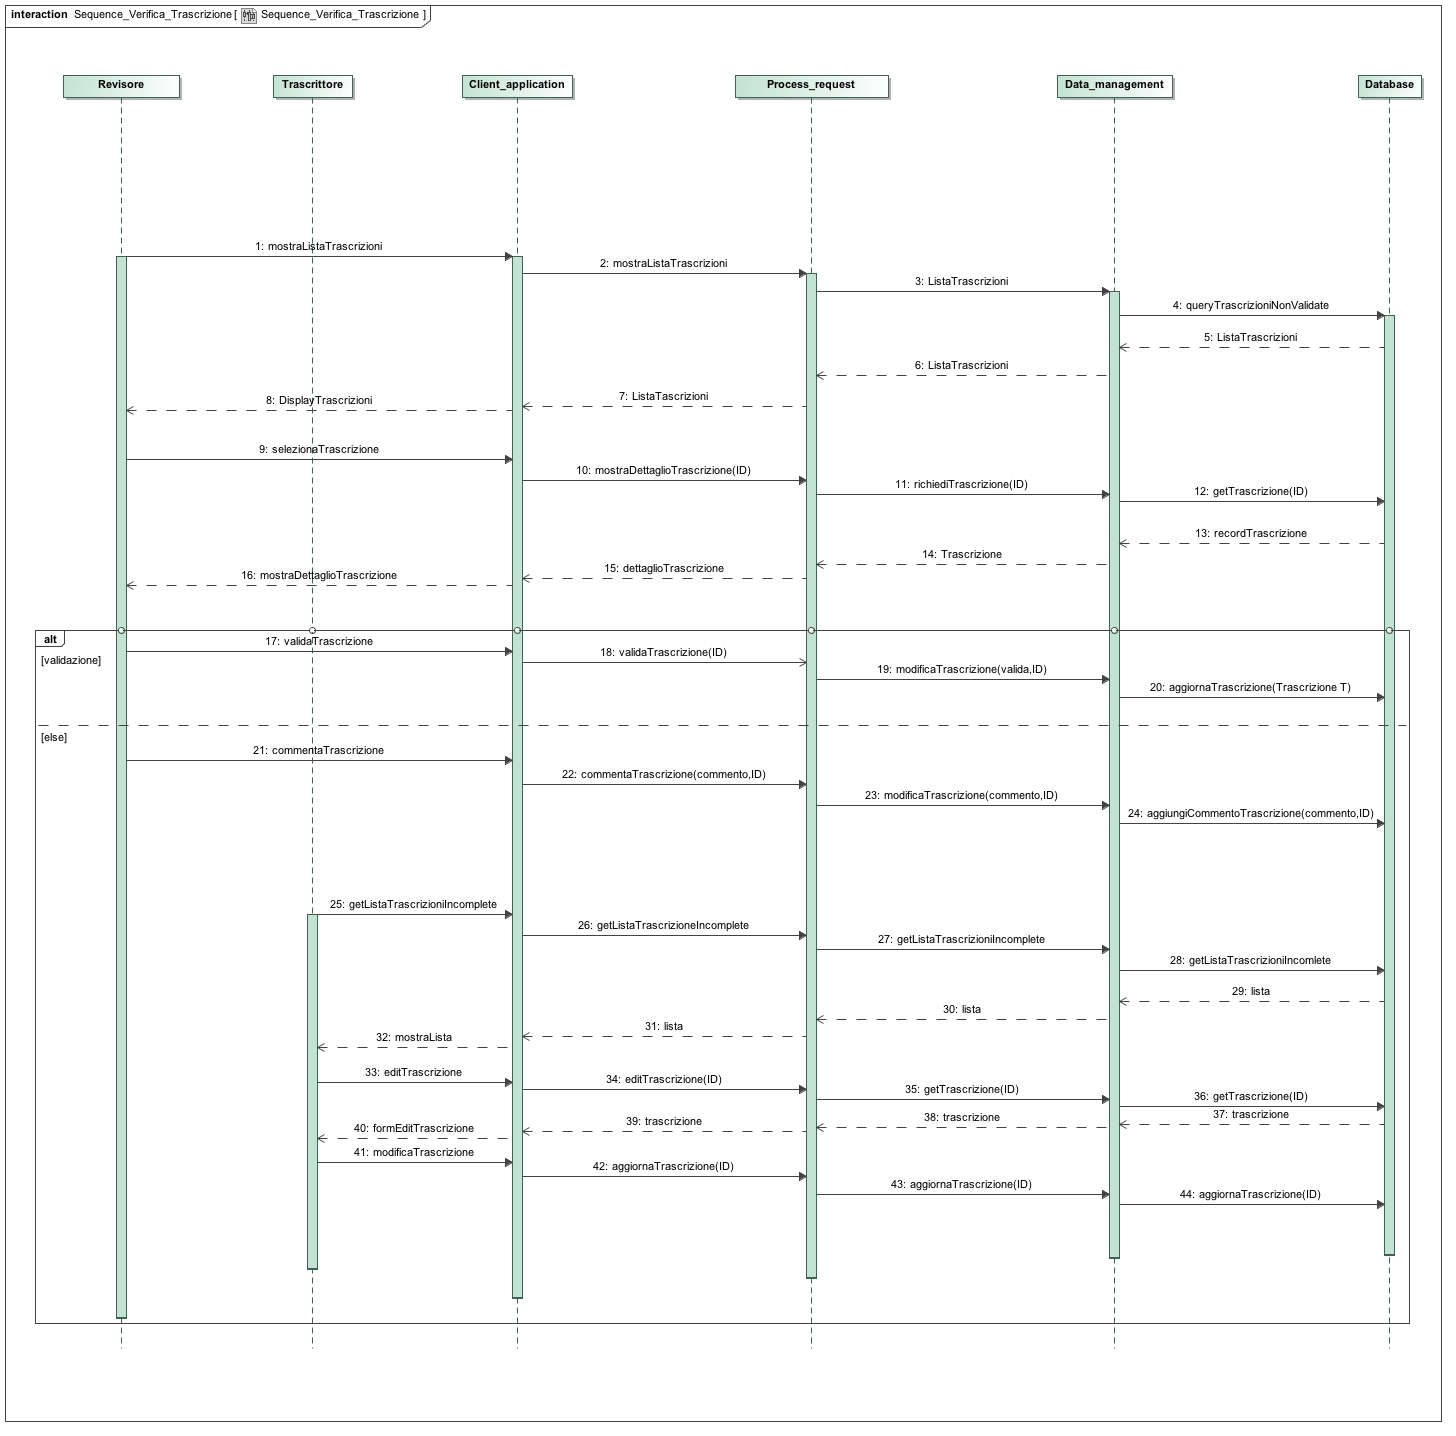 interaction Sequence_Verifica_Trascrizione [ Sequence_Verifica_Trascrizione ]
Revisore
Trascrittore
Client_application
Process_request
Data_management
Database
1: mostraListaTrascrizioni
2: mostraListaTrascrizioni
3: ListaTrascrizioni
4: queryTrascrizioniNonValidate
5: ListaTrascrizioni
6: ListaTrascrizioni
7: ListaTascrizioni
8: DisplayTrascrizioni
9: selezionaTrascrizione
10: mostraDettaglioTrascrizione(ID)
11: richiediTrascrizione(ID)
12: getTrascrizione(ID)
13: recordTrascrizione
14: Trascrizione
15: dettaglioTrascrizione
16: mostraDettaglioTrascrizione
alt
17: validaTrascrizione
[validazione]
18: validaTrascrizione(ID)
19: modificaTrascrizione(valida,ID)
20: aggiornaTrascrizione(Trascrizione T)
[else]
21: commentaTrascrizione
22: commentaTrascrizione(commento,ID)
23: modificaTrascrizione(commento,ID)
24: aggiungiCommentoTrascrizione(commento,ID)
25: getListaTrascrizioniIncomplete
26: getListaTrascrizioneIncomplete
27: getListaTrascrizioniIncomplete
28: getListaTrascrizioniIncomlete
29: lista
30: lista
31: lista
32: mostraLista
33: editTrascrizione
34: editTrascrizione(ID)
35: getTrascrizione(ID)
36: getTrascrizione(ID)
37: trascrizione
38: trascrizione
39: trascrizione
40: formEditTrascrizione
41: modificaTrascrizione
42: aggiornaTrascrizione(ID)
43: aggiornaTrascrizione(ID)
44: aggiornaTrascrizione(ID)